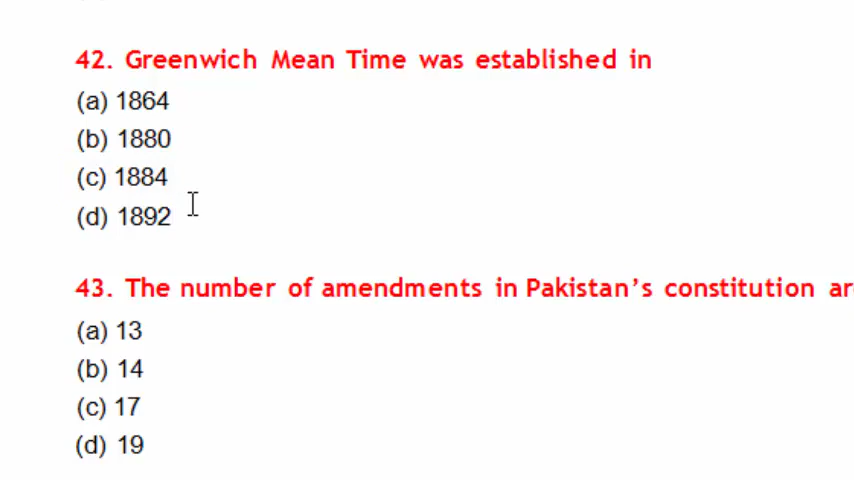 42. Greenwich Mean Time was established in
(a) 1864
(b) 1880
(c) 1884
(d) 1892
43. The number of amendments in Pakistan's constitution ar
(a) 13
(b) 14
(c) 17
(d) 19